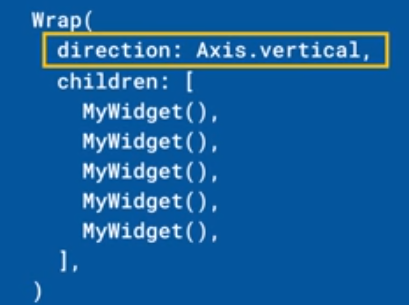 Wrap(
  direction: Axis.vertical,
  children: [
    MyWidget(),
    MyWidget(),
    MyWidget(),
    MyWidget(),
    MyWidget(),
  ],
)